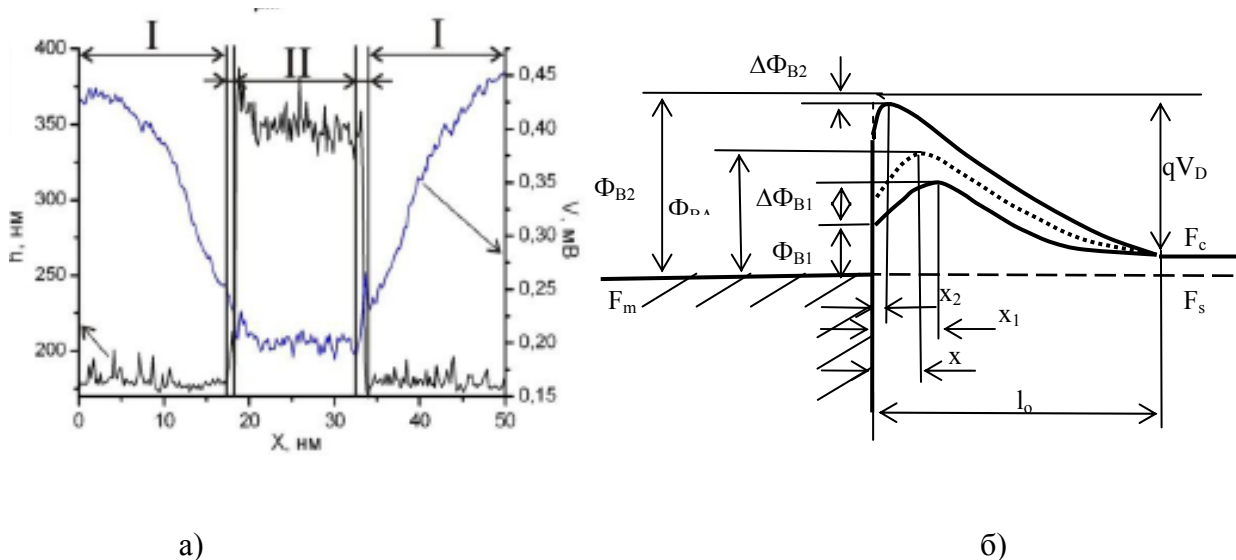 I
II
I
400
350
300
250
200
h, нм
0,45
0,40
0,35
0,30
0,25
0,20
0,15
V, мВ
0
10
20
30
40
50
X, нм
а)
ΔΦB2
ΦB2
ΔΦB1
ΦB1
qVD
Fc
Fm
Fs
x2
x1
x
lo
б)